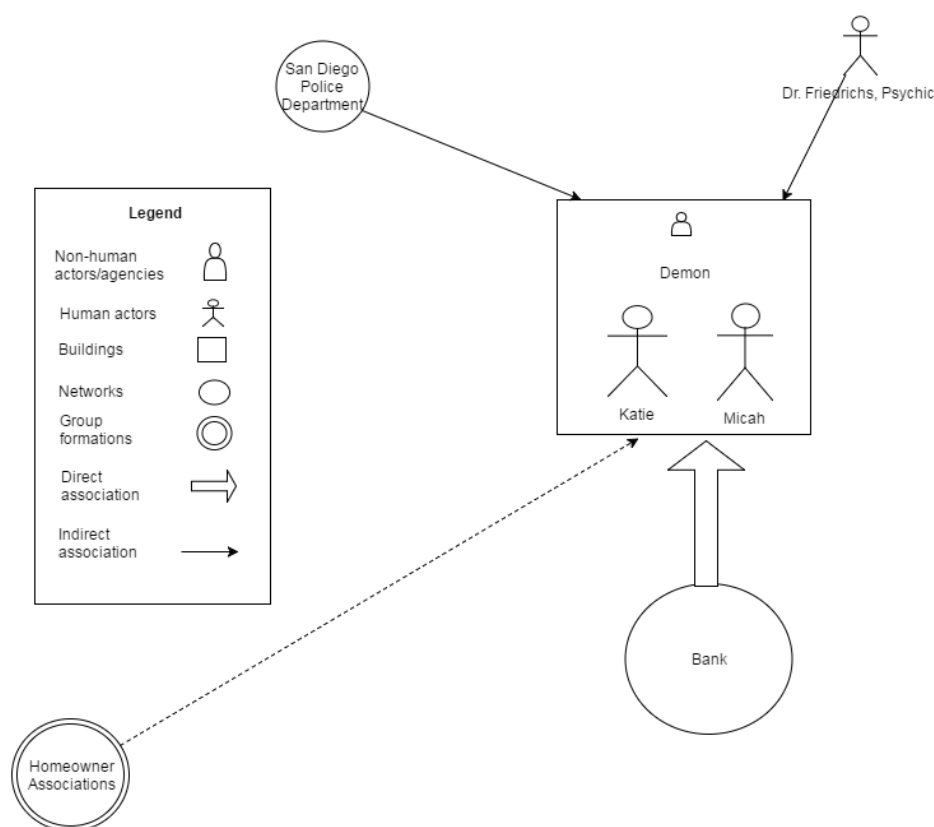 San Diego
Police
Department
Dr. Friedrichs, Psychic
Legend
Non-human
actors/agencies
Human actors
Buildings
Networks
Group
formations
Direct
association
Indirect
association
Demon
Katie
Micah
Bank
Homeowner
Associations